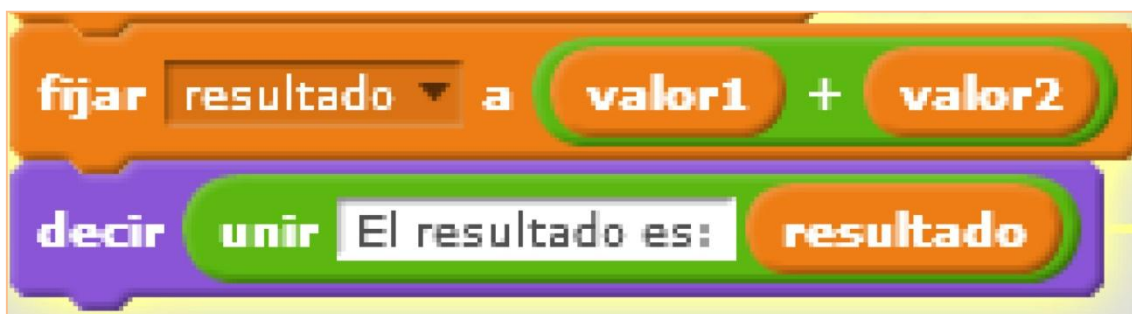 fijar resultado a valor1 + valor2
decir unir El resultado es: resultado